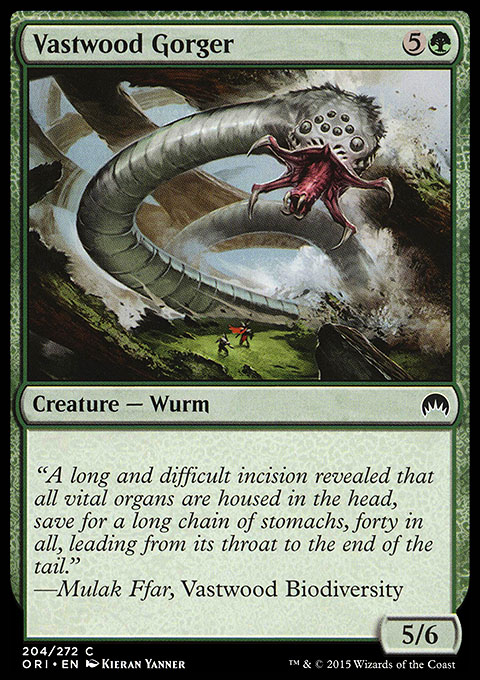 Vastwood Gorger 5
Creature — Wurm
“A long and difficult incision revealed that
all vital organs are housed in the head,
save for a long chain of stomachs, forty in
all, leading from its throat to the end of the
tail.”
—Mulak Ffar, Vastwood Biodiversity
5/6
204/272 C
ORI • EN Kieran Yanner
™ & © 2015 Wizards of the Coast